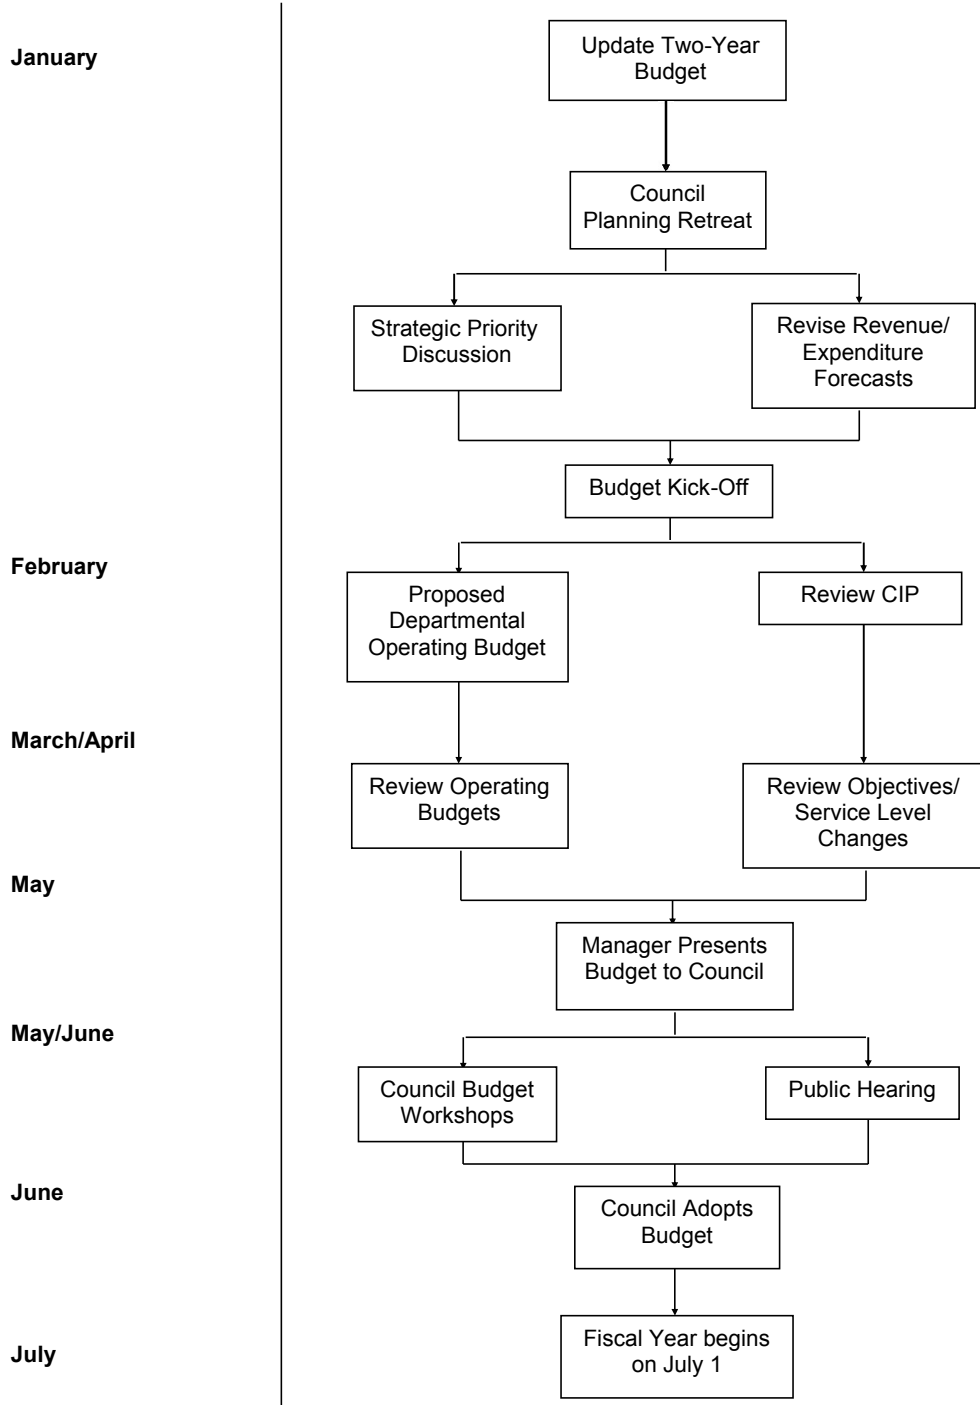 January
Update Two-Year
Budget
Council
Planning Retreat
Strategic Priority
Discussion
Revise Revenue/
Expenditure
Forecasts
Budget Kick-Off
February
Proposed
Departmental
Operating Budget
Review CIP
March/April
Review Operating
Budgets
Review Objectives/
Service Level
Changes
May
Manager Presents
Budget to Council
May/June
Council Budget
Workshops
Public Hearing
June
Council Adopts
Budget
July
Fiscal Year begins
on July 1